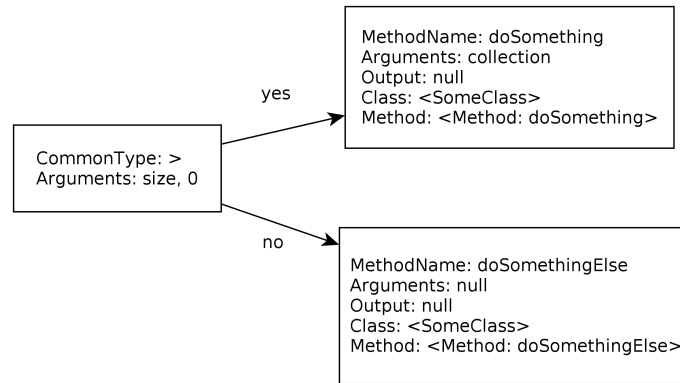 CommonType: >
Arguments: size, 0
yes
MethodName: doSomething
Arguments: collection
Output: null
Class: <SomeClass>
Method: <Method: doSomething>
no
MethodName: doSomethingElse
Arguments: null
Output: null
Class: <SomeClass>
Method: <Method: doSomethingElse>